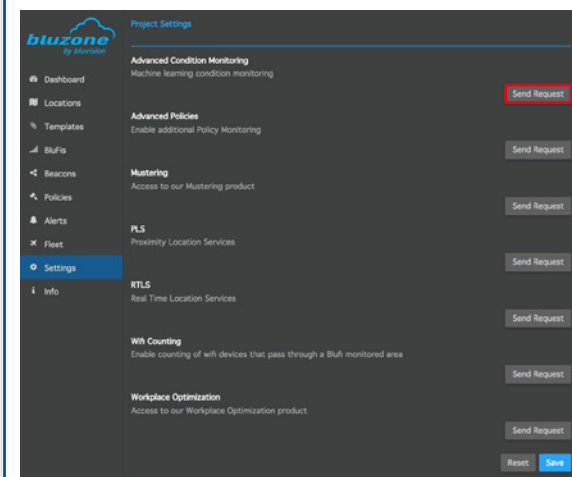 bluzone
by bluvision
Dashboard
Locations
Templates
BluFis
Beacons
Policies
Alerts
Fleet
Settings
Info
Project Settings
Advanced Condition Monitoring
Machine learning condition monitoring
Send Request
Advanced Policies
Enable additional Policy Monitoring
Send Request
Mustering
Access to our Mustering product
Send Request
PLS
Proximity Location Services
Send Request
RTLS
Real Time Location Services
Send Request
Wifi Counting
Enable counting of wifi devices that pass through a Blufi monitored area
Send Request
Workplace Optimization
Access to our Workplace Optimization product
Send Request
Reset Save